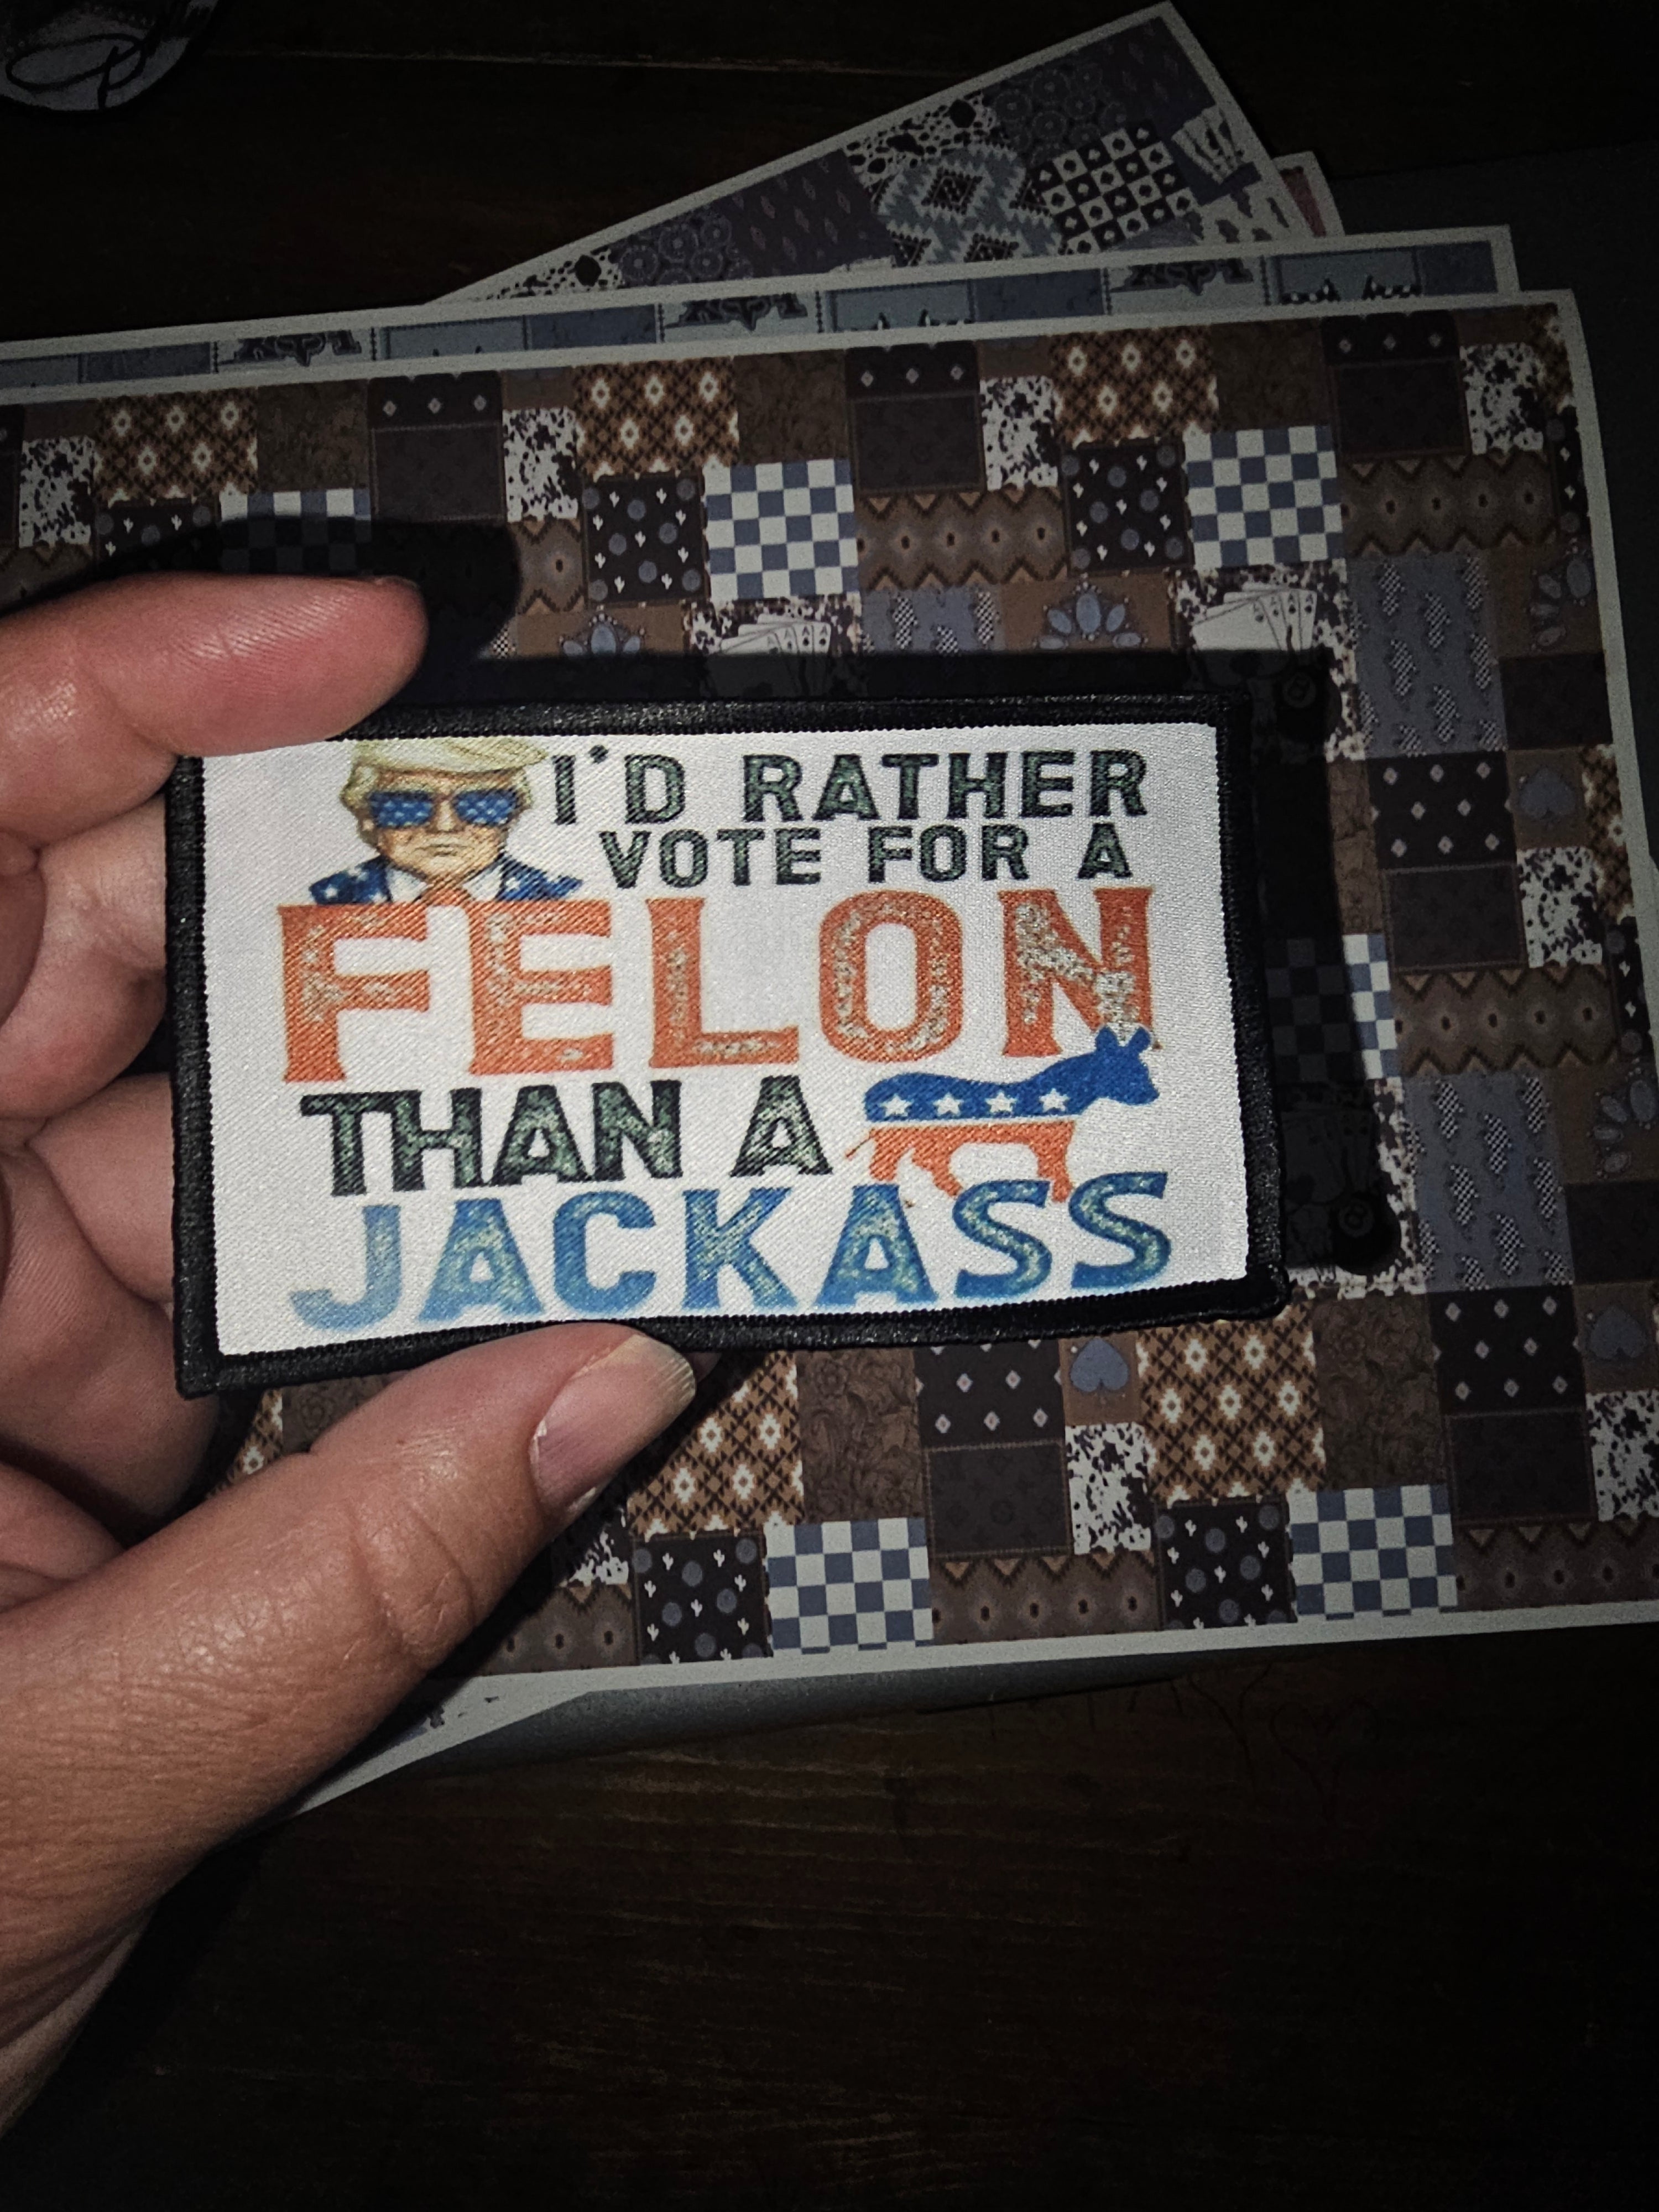 I'D RATHER
VOTE FOR A
FELON
THAN A
JACKASS